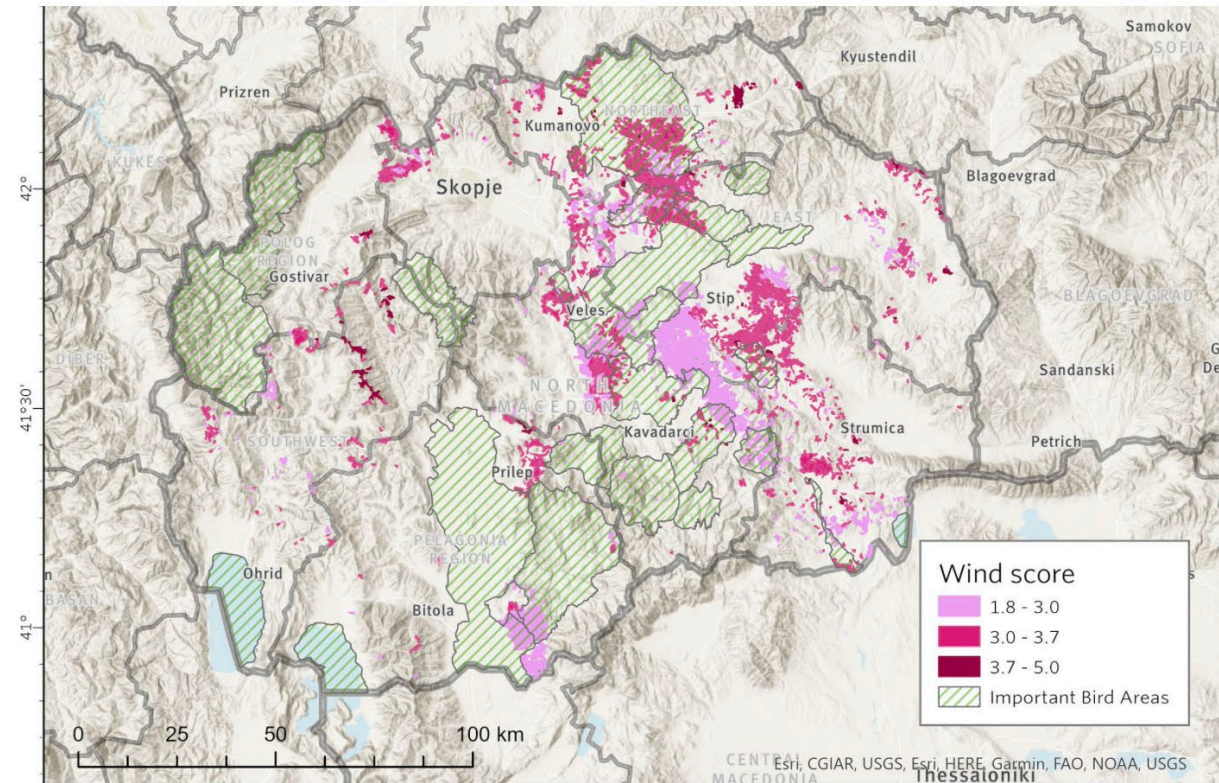 Samokov
SOFIA
Kyustendil
Prizren
NORTHEAST
Kumanovo
KUKËS
42°
Skopje
Blagoevgrad
EAST
POLOG
REGION
Gostivar
Stip
BLAGOEVGRAD
Veles
DIBER
Sandanski
G
De
NORTH
MACEDONIA
41°30'
SOUTHWEST
Kavadarci
Strumica
Petrich
Prilep
PELAGONIA
REGION
Ohrid
n
BASAN
Bitola
41°
Wind score
1.8 - 3.0
3.0 - 3.7
3.7 - 5.0
Important Bird Areas
s
0 25 50 100 km
CENTRAL
MACEDONIA
Esri, CGIAR, USGS, Esri, HERE, Garmin, FAO, NOAA, USGS
Thessaloniki